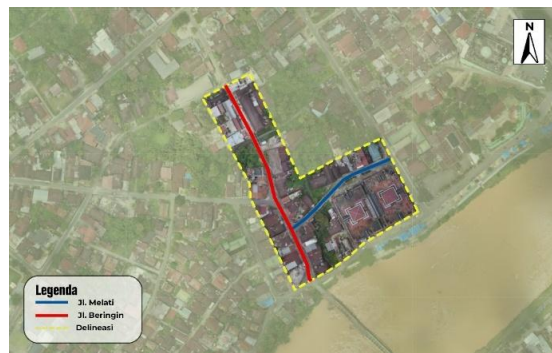 N
Legenda
Jl. Melati
Jl. Beringin
Delineasi